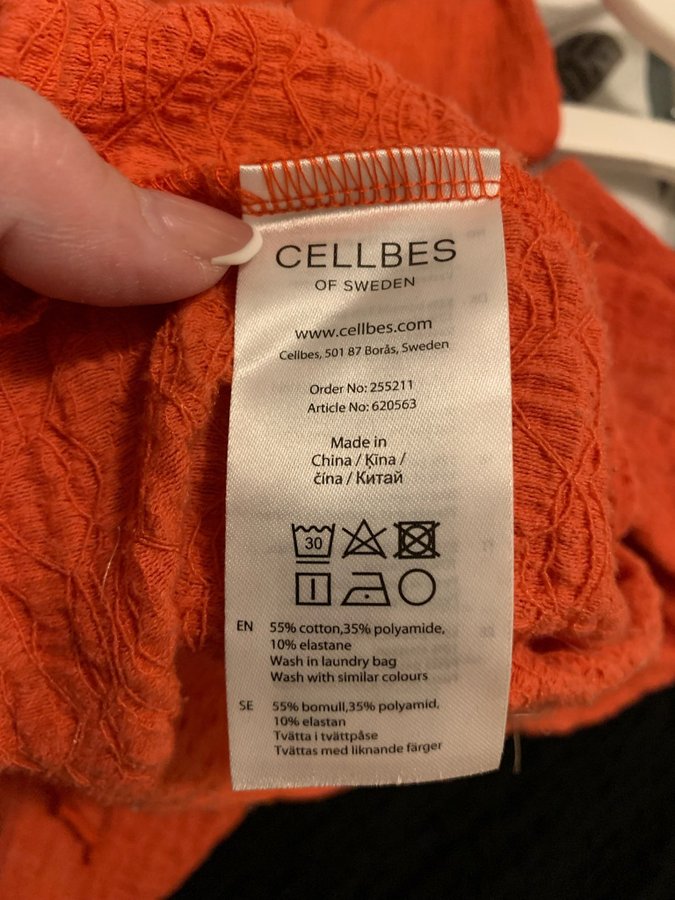 CELLBES
OF SWEDEN
www.cellbes.com
Cellbes, 501 87 Borås, Sweden
Order No: 255211
Article No: 620563
Made in
China / Ķīna /
čína / Китай
30
EN 55% cotton,35% polyamide,
10% elastane
Wash in laundry bag
Wash with similar colours
SE 55% bomull,35% polyamid,
10% elastan
Tvätta i tvättpåse
Tvättas med liknande färger